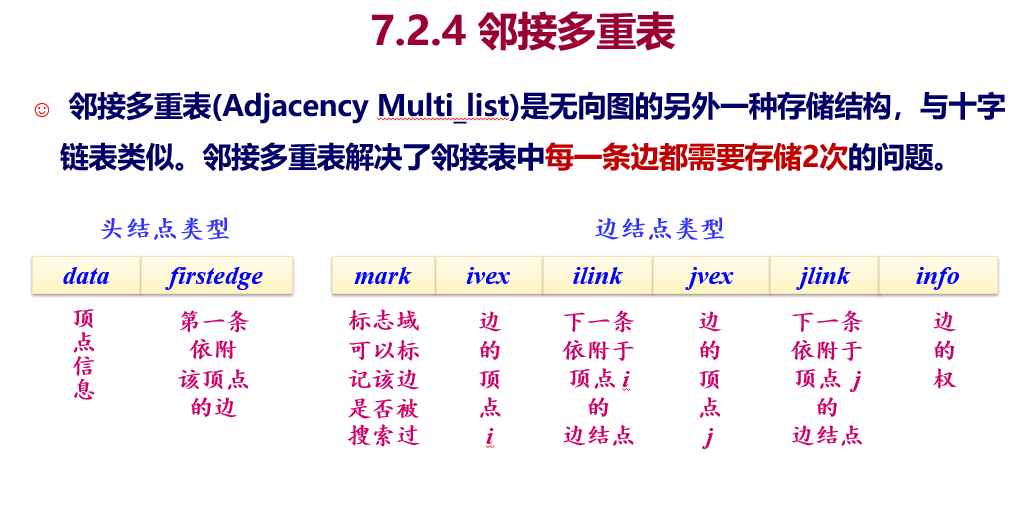 7.2.4 邻接多重表
☺ 邻接多重表(Adjacency Multi_list)是无向图的另外一种存储结构，与十字
链表类似。邻接多重表解决了邻接表中每一条边都需要存储2次的问题。
头结点类型
data firstedge
顶
点
信
息
第一条
依附
该顶点
的边
边结点类型
mark ivex ilink jvex jlink info
标志域
可以标
记该边
是否被
搜索过
边
的
顶
点
i
下一条
依附于
顶点 i
的
边结点
边
的
顶
点
j
下一条
依附于
顶点 j
的
边结点
边
的
权